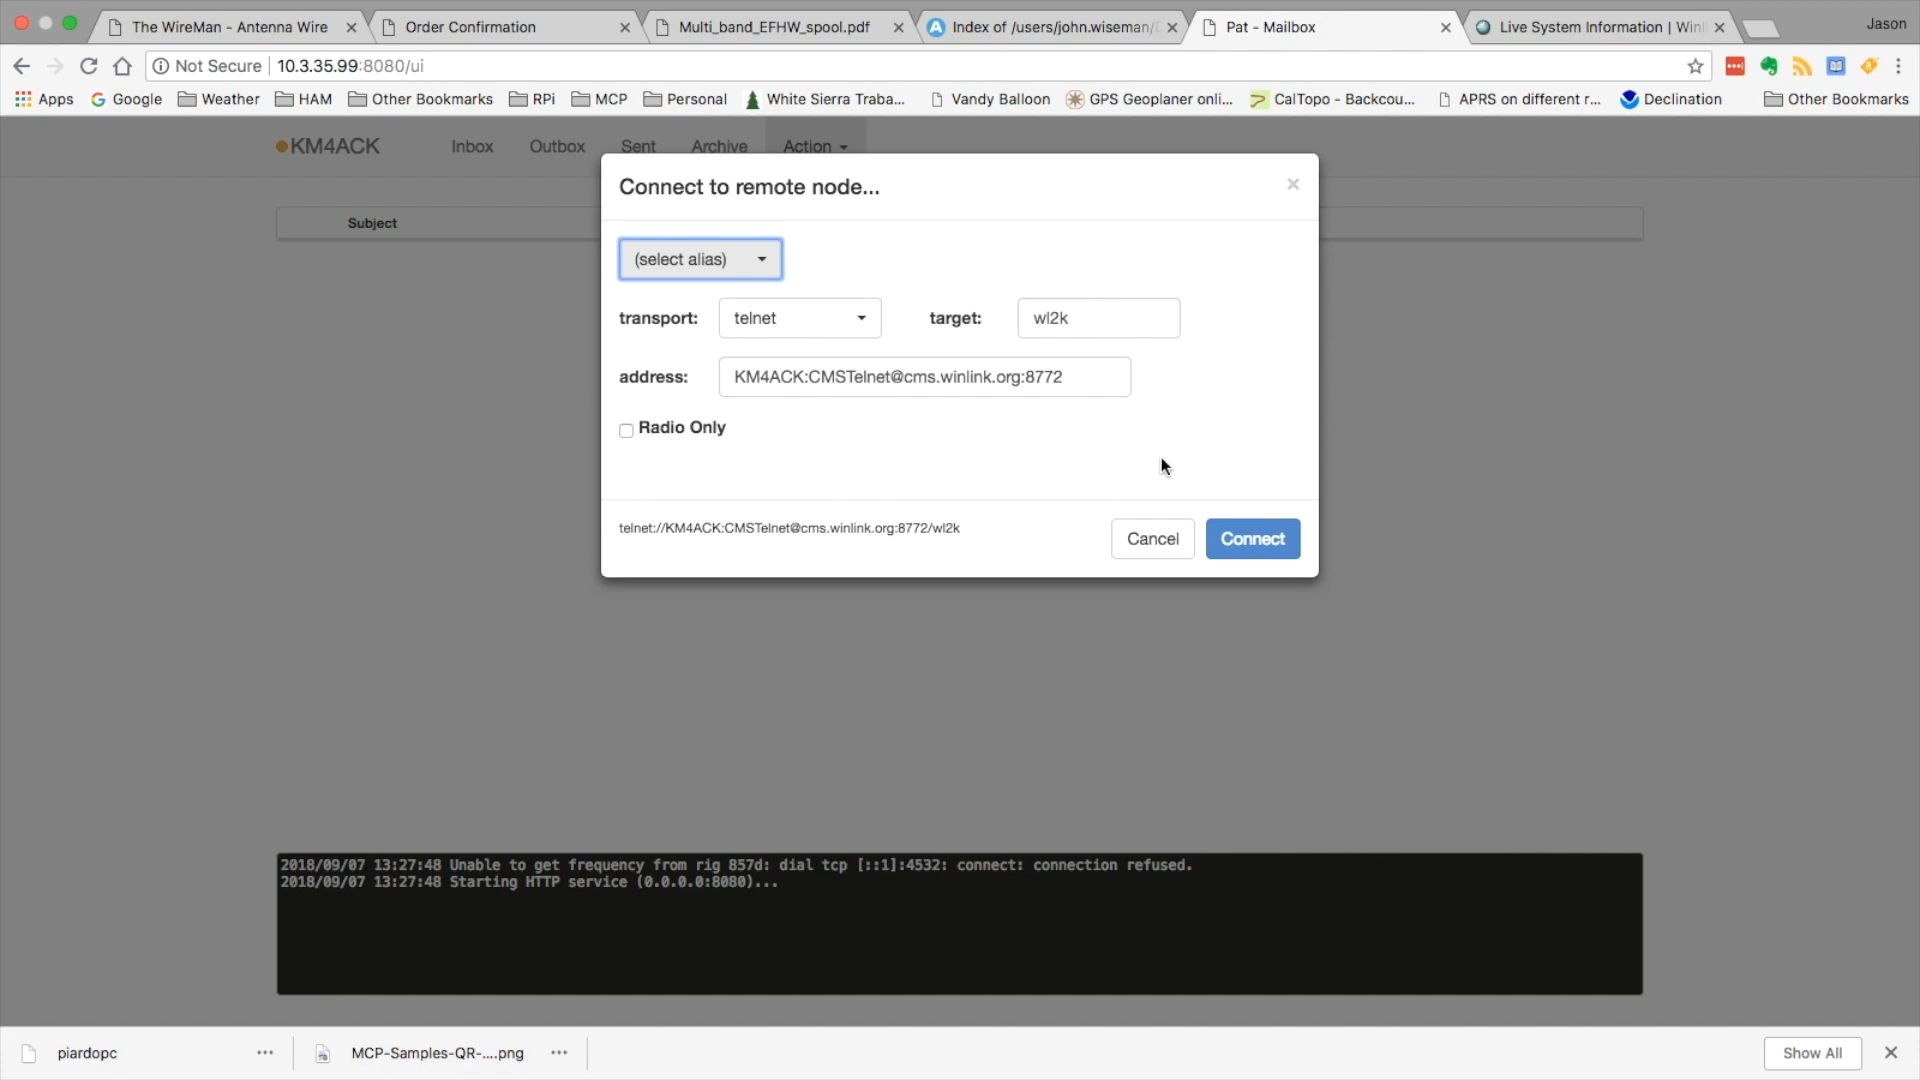 The WireMan - Antenna Wire
Order Confirmation
Multi_band_EFHW_spool.pdf
Index of /users/john.wiseman/
Pat - Mailbox
Live System Information | Winl
Jason
Not Secure 10.3.35.99:8080/ui
Apps Google Weather HAM Other Bookmarks RPi MCP Personal White Sierra Traba... Vandy Balloon GPS Geoplaner onli... CalTopo - Backcou... APRS on different r... Declination Other Bookmarks
KM4ACK Inbox Outbox Sent Archive Action
Connect to remote node...
×
Subject
(select alias)
transport: telnet target: wl2k
address: KM4ACK:CMSTelnet@cms.winlink.org:8772
Radio Only
telnet://KM4ACK:CMSTelnet@cms.winlink.org:8772/wl2k
Cancel Connect
2018/09/07 13:27:48 Unable to get frequency from rig 857d: dial tcp [::1]:4532: connect: connection refused.
2018/09/07 13:27:48 Starting HTTP service (0.0.0.0:8080)...
piardopc
MCP-Samples-QR-....png
Show All